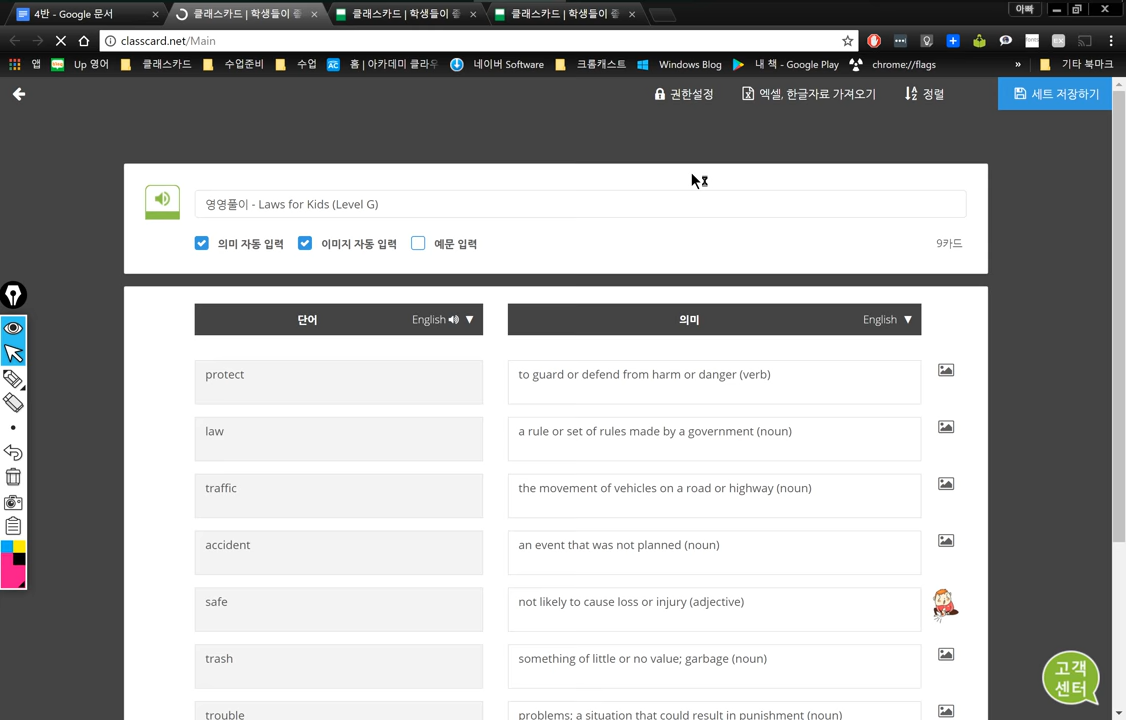 4반 - Google 문서
클래스카드 | 학생들이 좋
클래스카드 | 학생들이 좋
클래스카드 | 학생들이 좋
아빠
classcard.net/Main
앱
Up 영어
클래스카드
수업준비
수업
홈 | 아카데미 클라우
네이버 Software
크롬캐스트
Windows Blog
내 책 - Google Play
chrome://flags
»
기타 북마크
권한설정
엑셀, 한글자료 가져오기
정렬
세트 저장하기
영영풀이 - Laws for Kids (Level G)
의미 자동 입력
이미지 자동 입력
예문 입력
9카드
단어
English
의미
English
protect
to guard or defend from harm or danger (verb)
law
a rule or set of rules made by a government (noun)
traffic
the movement of vehicles on a road or highway (noun)
accident
an event that was not planned (noun)
safe
not likely to cause loss or injury (adjective)
trash
something of little or no value; garbage (noun)
trouble
problems; a situation that could result in punishment (noun)
고객
센터